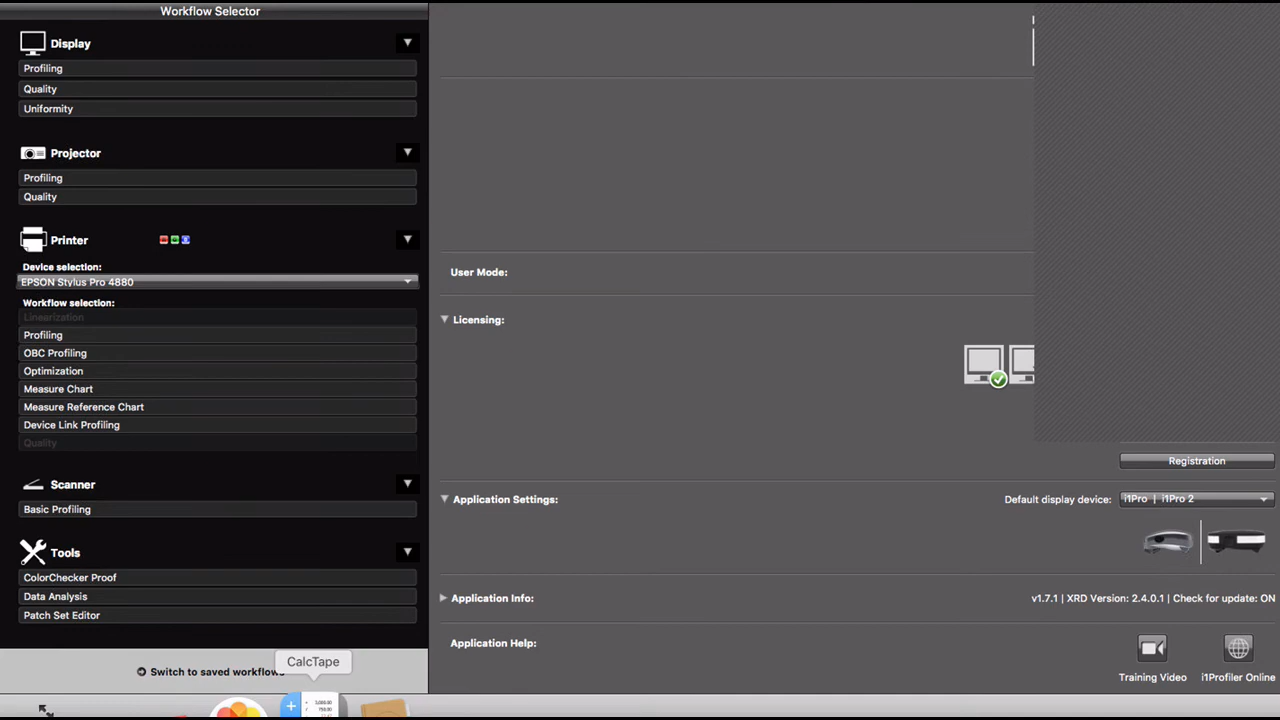 Workflow Selector
Display
Profiling
Quality
Uniformity
Projector
Profiling
Quality
Printer
Device selection:
EPSON Stylus Pro 4880
Workflow selection:
Linearization
Profiling
OBC Profiling
Optimization
Measure Chart
Measure Reference Chart
Device Link Profiling
Quality
Scanner
Basic Profiling
Tools
ColorChecker Proof
Data Analysis
Patch Set Editor
Switch to saved workflows
CalcTape
User Mode:
Licensing:
Registration
Application Settings:
Default display device:
i1Pro | i1Pro 2
Application Info:
v1.7.1 | XRD Version: 2.4.0.1 | Check for update: ON
Application Help:
Training Video
i1Profiler Online